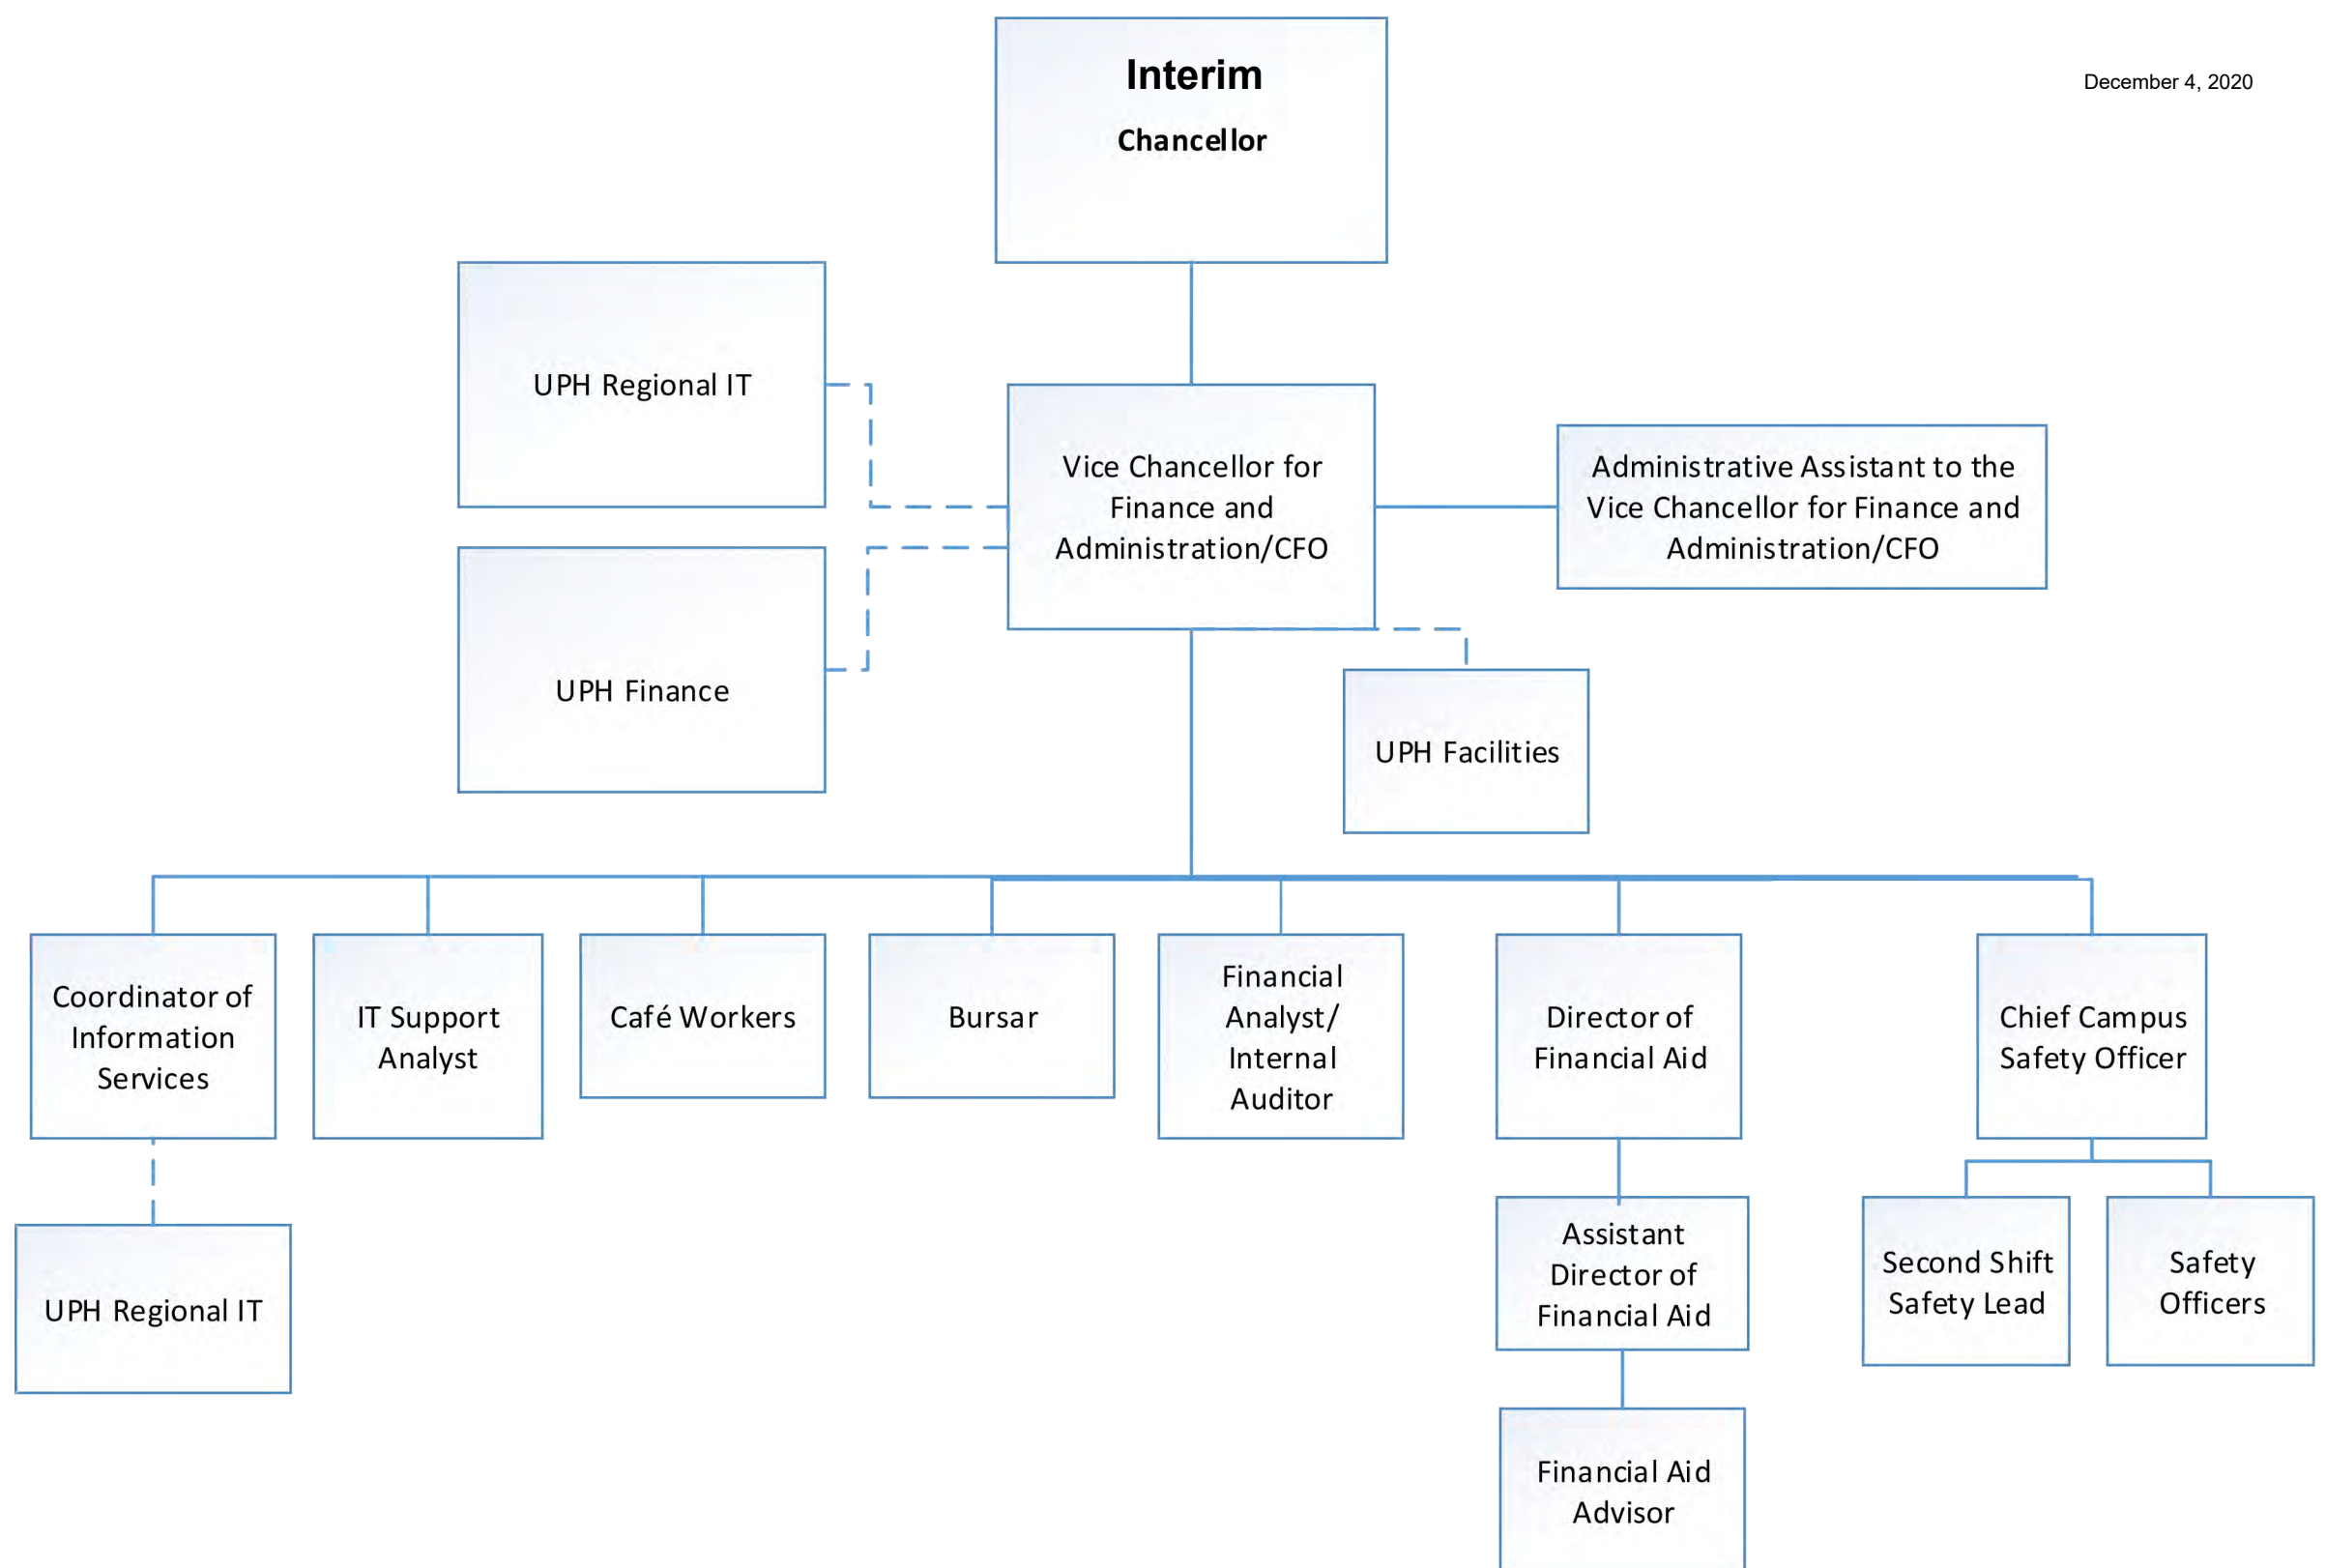 Interim
Chancellor
December 4, 2020
UPH Regional IT
Vice Chancellor for
Finance and
Administration/CFO
Administrative Assistant to the
Vice Chancellor for Finance and
Administration/CFO
UPH Finance
UPH Facilities
Coordinator of
Information
Services
IT Support
Analyst
Café Workers
Bursar
Financial
Analyst/
Internal
Auditor
Director of
Financial Aid
Chief Campus
Safety Officer
UPH Regional IT
Assistant
Director of
Financial Aid
Second Shift
Safety Lead
Safety
Officers
Financial Aid
Advisor